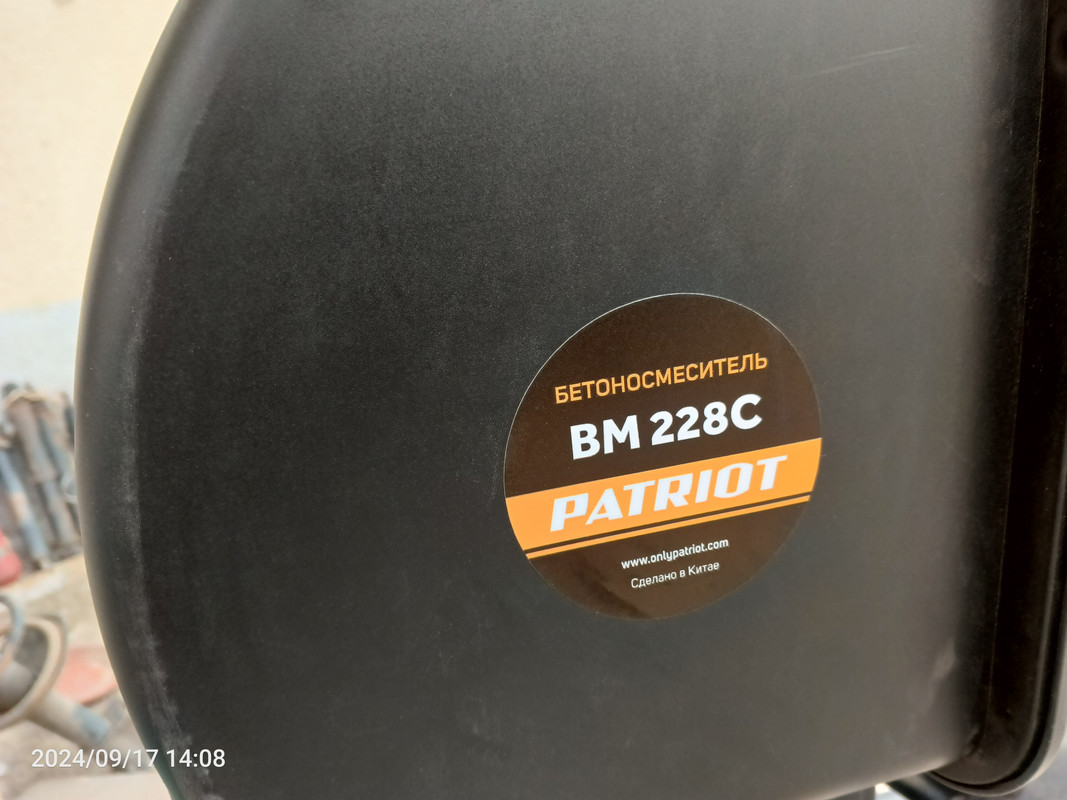 БЕТОНОСМЕСИТЕЛЬ
BM 228C
PATRIOT
www.onlypatriot.com
Сделано в Китае
2024/09/17 14:08